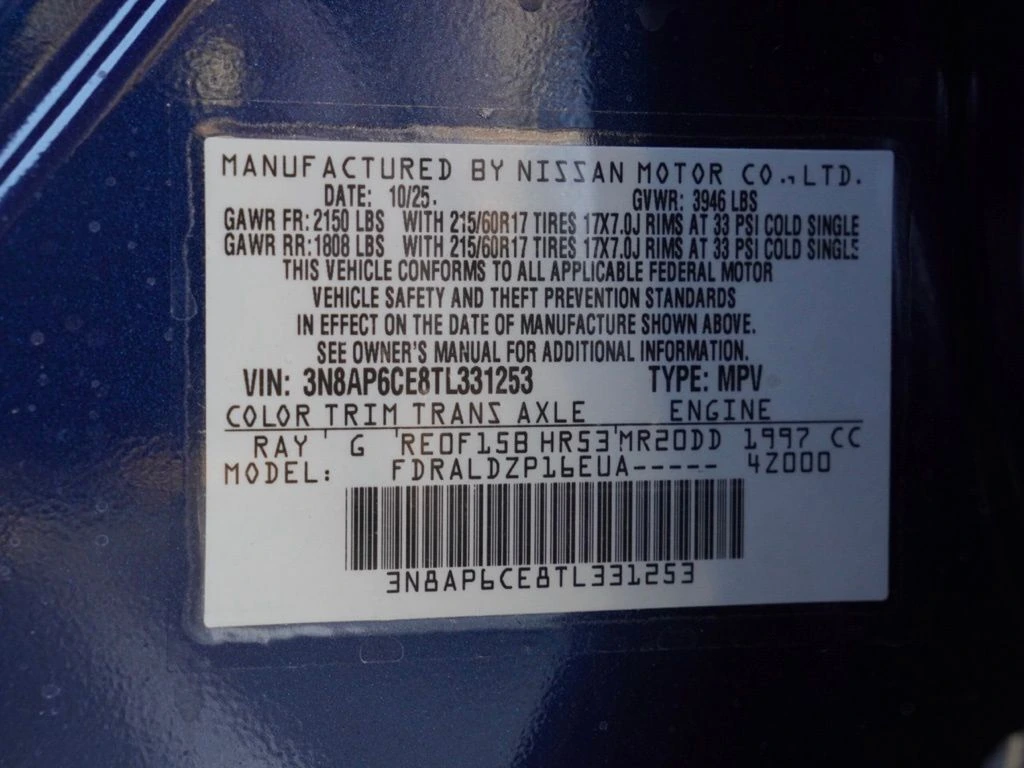 MANUFACTURED BY NISSAN MOTOR CO., LTD.
DATE: 10/25. GVWR: 3946 LBS
GAWR FR: 2150 LBS WITH 215/60R17 TIRES 17X7.0J RIMS AT 33 PSI COLD SINGLE
GAWR RR: 1808 LBS WITH 215/60R17 TIRES 17X7.0J RIMS AT 33 PSI COLD SINGLE
THIS VEHICLE CONFORMS TO ALL APPLICABLE FEDERAL MOTOR
VEHICLE SAFETY AND THEFT PREVENTION STANDARDS
IN EFFECT ON THE DATE OF MANUFACTURE SHOWN ABOVE.
SEE OWNER'S MANUAL FOR ADDITIONAL INFORMATION.
VIN: 3N8AP6CE8TL331253 TYPE: MPV
COLOR TRIM TRANS AXLE ENGINE
RAY ' G ' RE0F15B HR53'MR20DD 1997 CC
MODEL: FDRALDZP16EUA----- 4Z000
3N8AP6CE8TL331253